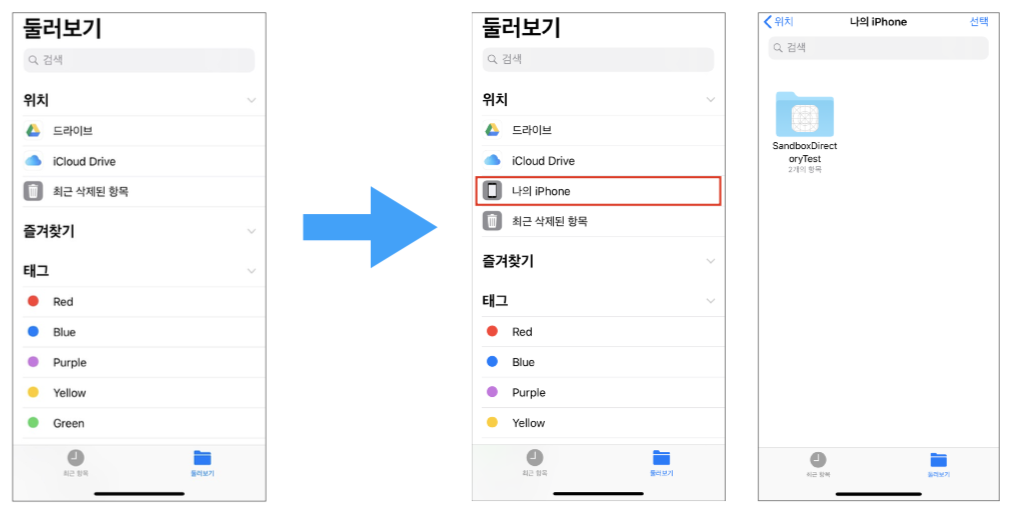 둘러보기
검색
위치
드라이브
iCloud Drive
최근 삭제된 항목
즐겨찾기
태그
Red
Blue
Purple
Yellow
Green
최근 항목
둘러보기
둘러보기
검색
위치
드라이브
iCloud Drive
나의 iPhone
최근 삭제된 항목
즐겨찾기
태그
Red
Blue
Purple
Yellow
최근 항목
둘러보기
위치
나의 iPhone
선택
검색
SandboxDirect
oryTest
2개의 항목
최근 항목
둘러보기